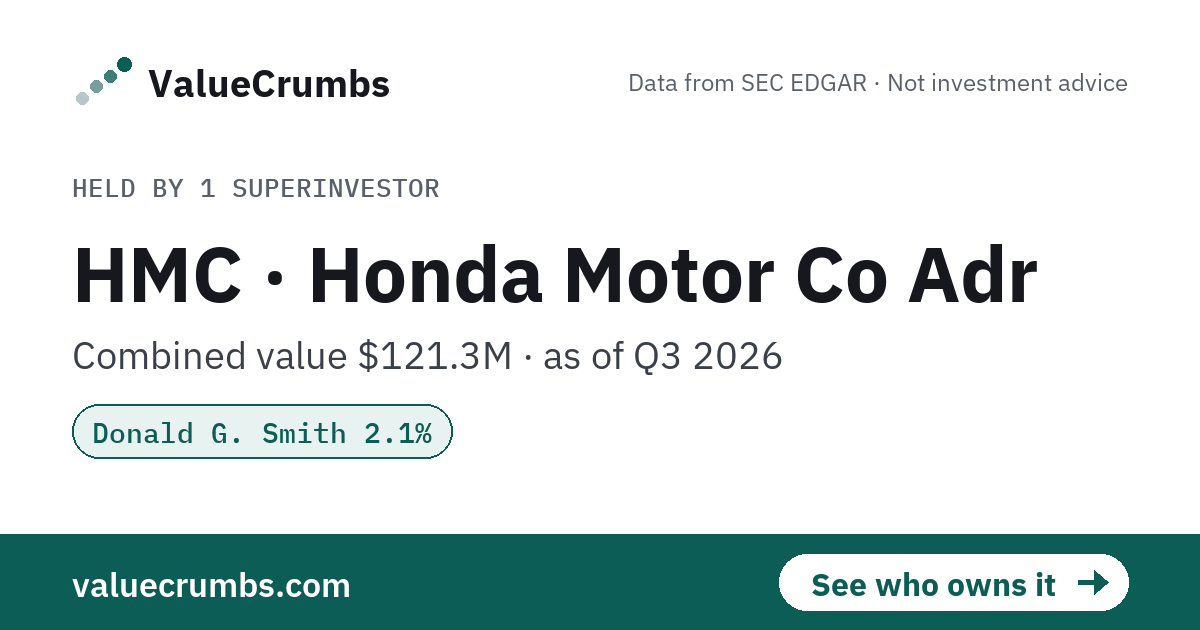 ValueCrumbs
Data from SEC EDGAR · Not investment advice
HELD BY 1 SUPERINVESTOR
HMC · Honda Motor Co Adr
Combined value $121.3M · as of Q3 2026
Donald G. Smith 2.1%
valuecrumbs.com
See who owns it →